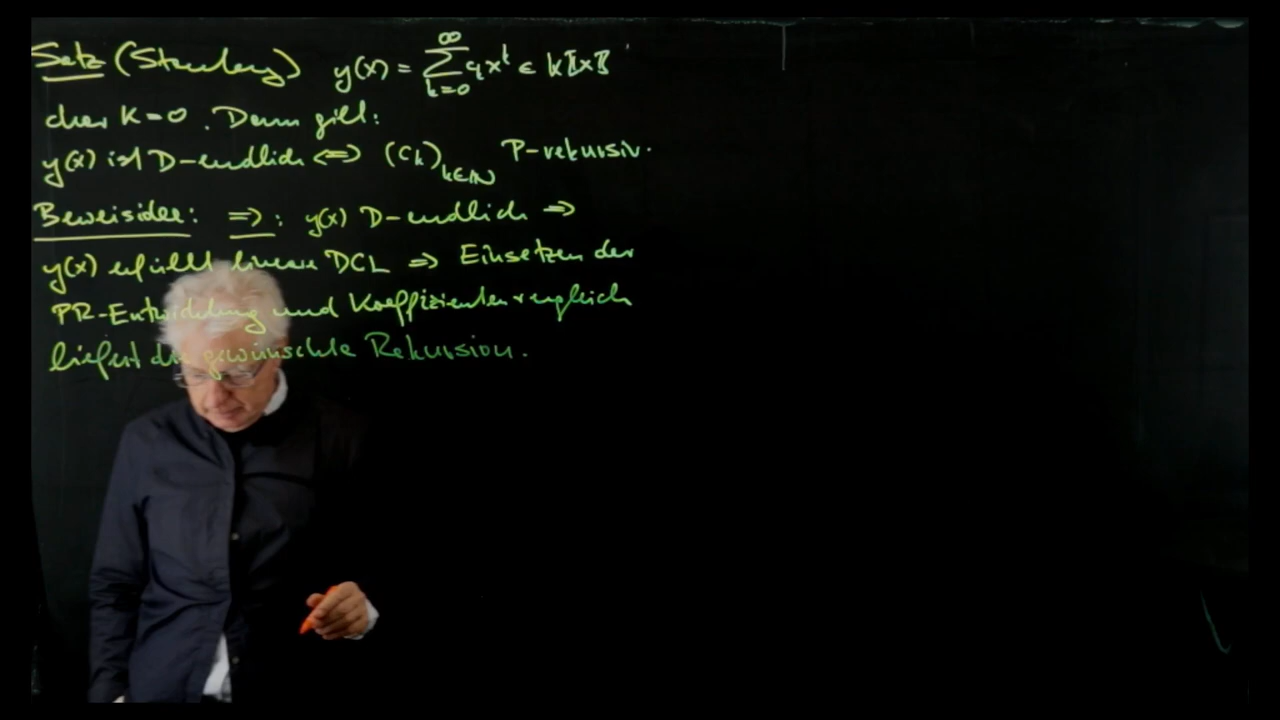 Satz (Stanley) y(x) = ∑_{k=0}^{∞} c_k x^k ∈ K⟦x⟧
char K=0. Dann gilt:
y(x) ist D-endlich ⇔ (c_k)_{k∈ℕ} P-rekursiv.
Beweisidee: ⇒: y(x) D-endlich ⇒
y(x) erfüllt lineare DGL ⇒ Einsetzen der
PR-Entwicklung und Koeffizientenvergleich
liefert die gewünschte Rekursion.